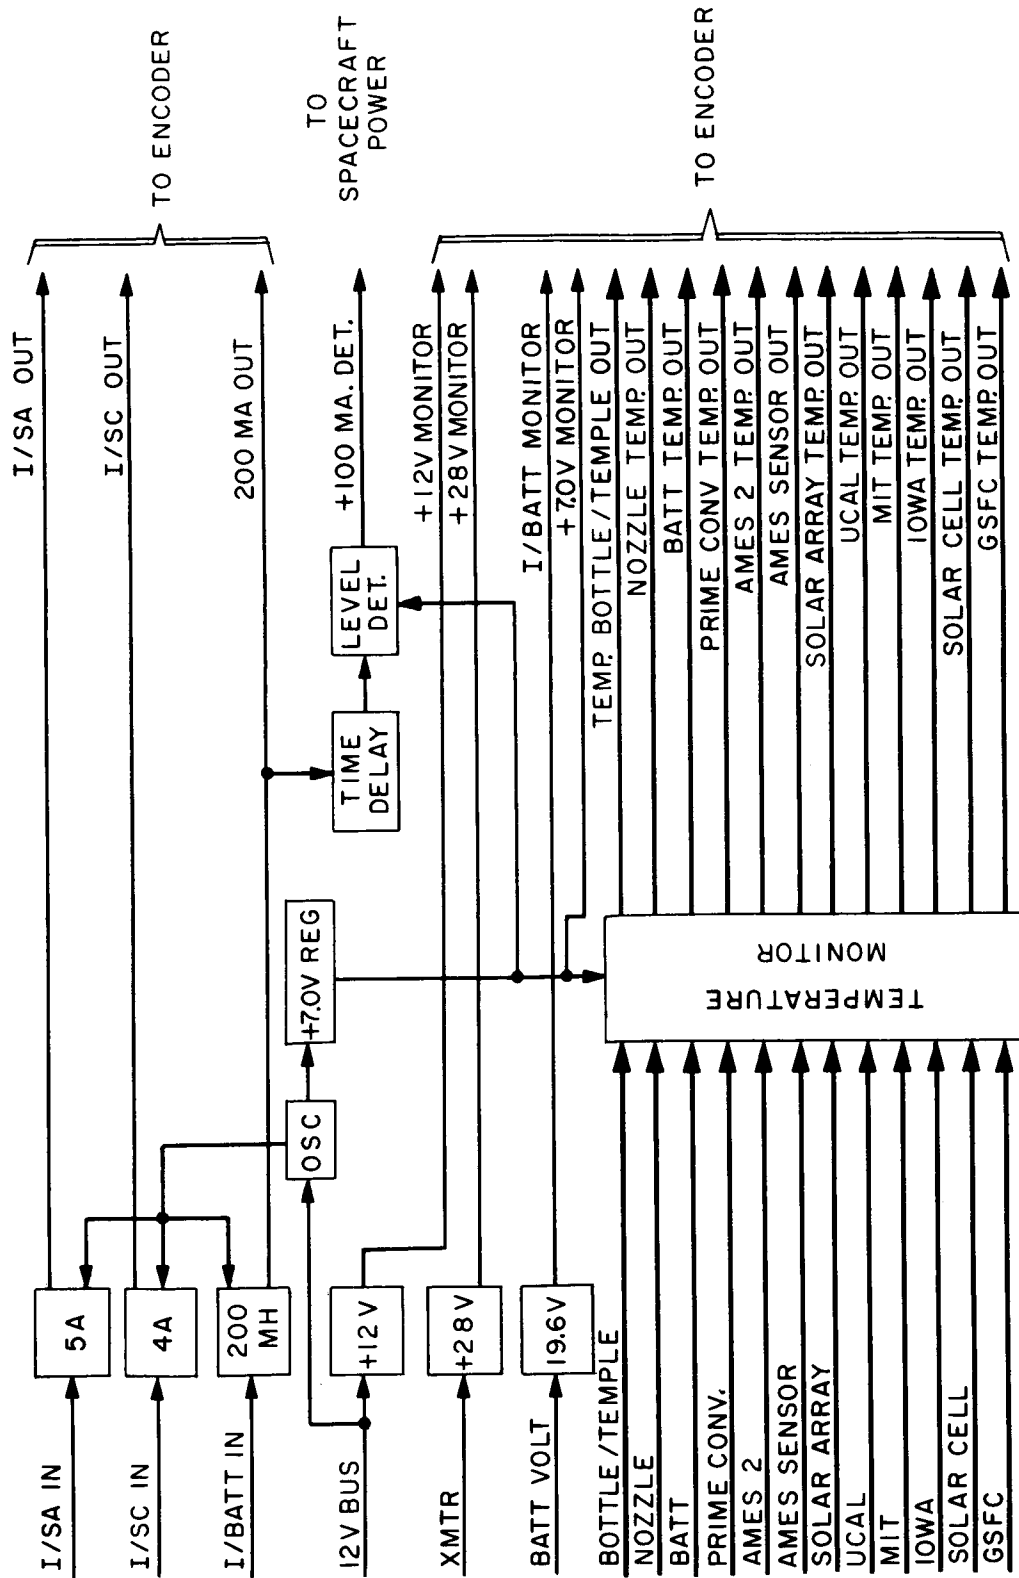 I/SA IN
I/SC IN
I/BATT IN
12V BUS
XMTR
BATT VOLT
BOTTLE/TEMPLE
NOZZLE
BATT
PRIME CONV.
AMES 2
AMES SENSOR
SOLAR ARRAY
UCAL
MIT
IOWA
SOLAR CELL
GSFC
5A
4A
200
MH
+12V
+28V
19.6V
OSC
+7.0V REG
TIME
DELAY
LEVEL
DET.
TEMPERATURE
MONITOR
I/SA OUT
I/SC OUT
200 MA OUT
+100 MA. DET.
+12V MONITOR
+28V MONITOR
I/BATT MONITOR
+7.0V MONITOR
TEMP. BOTTLE/TEMPLE OUT
NOZZLE TEMP. OUT
BATT TEMP. OUT
PRIME CONV TEMP. OUT
AMES 2 TEMP. OUT
AMES SENSOR OUT
SOLAR ARRAY TEMP. OUT
UCAL TEMP. OUT
MIT TEMP. OUT
IOWA TEMP. OUT
SOLAR CELL TEMP. OUT
GSFC TEMP. OUT
TO ENCODER
TO
SPACECRAFT
POWER
TO ENCODER